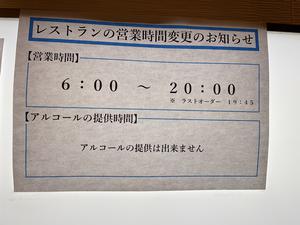 レストランの営業時間変更のお知らせ
【営業時間】
6：00 ～ 20：00
※ ラストオーダー 19:45
【アルコールの提供時間】
アルコールの提供は出来ません